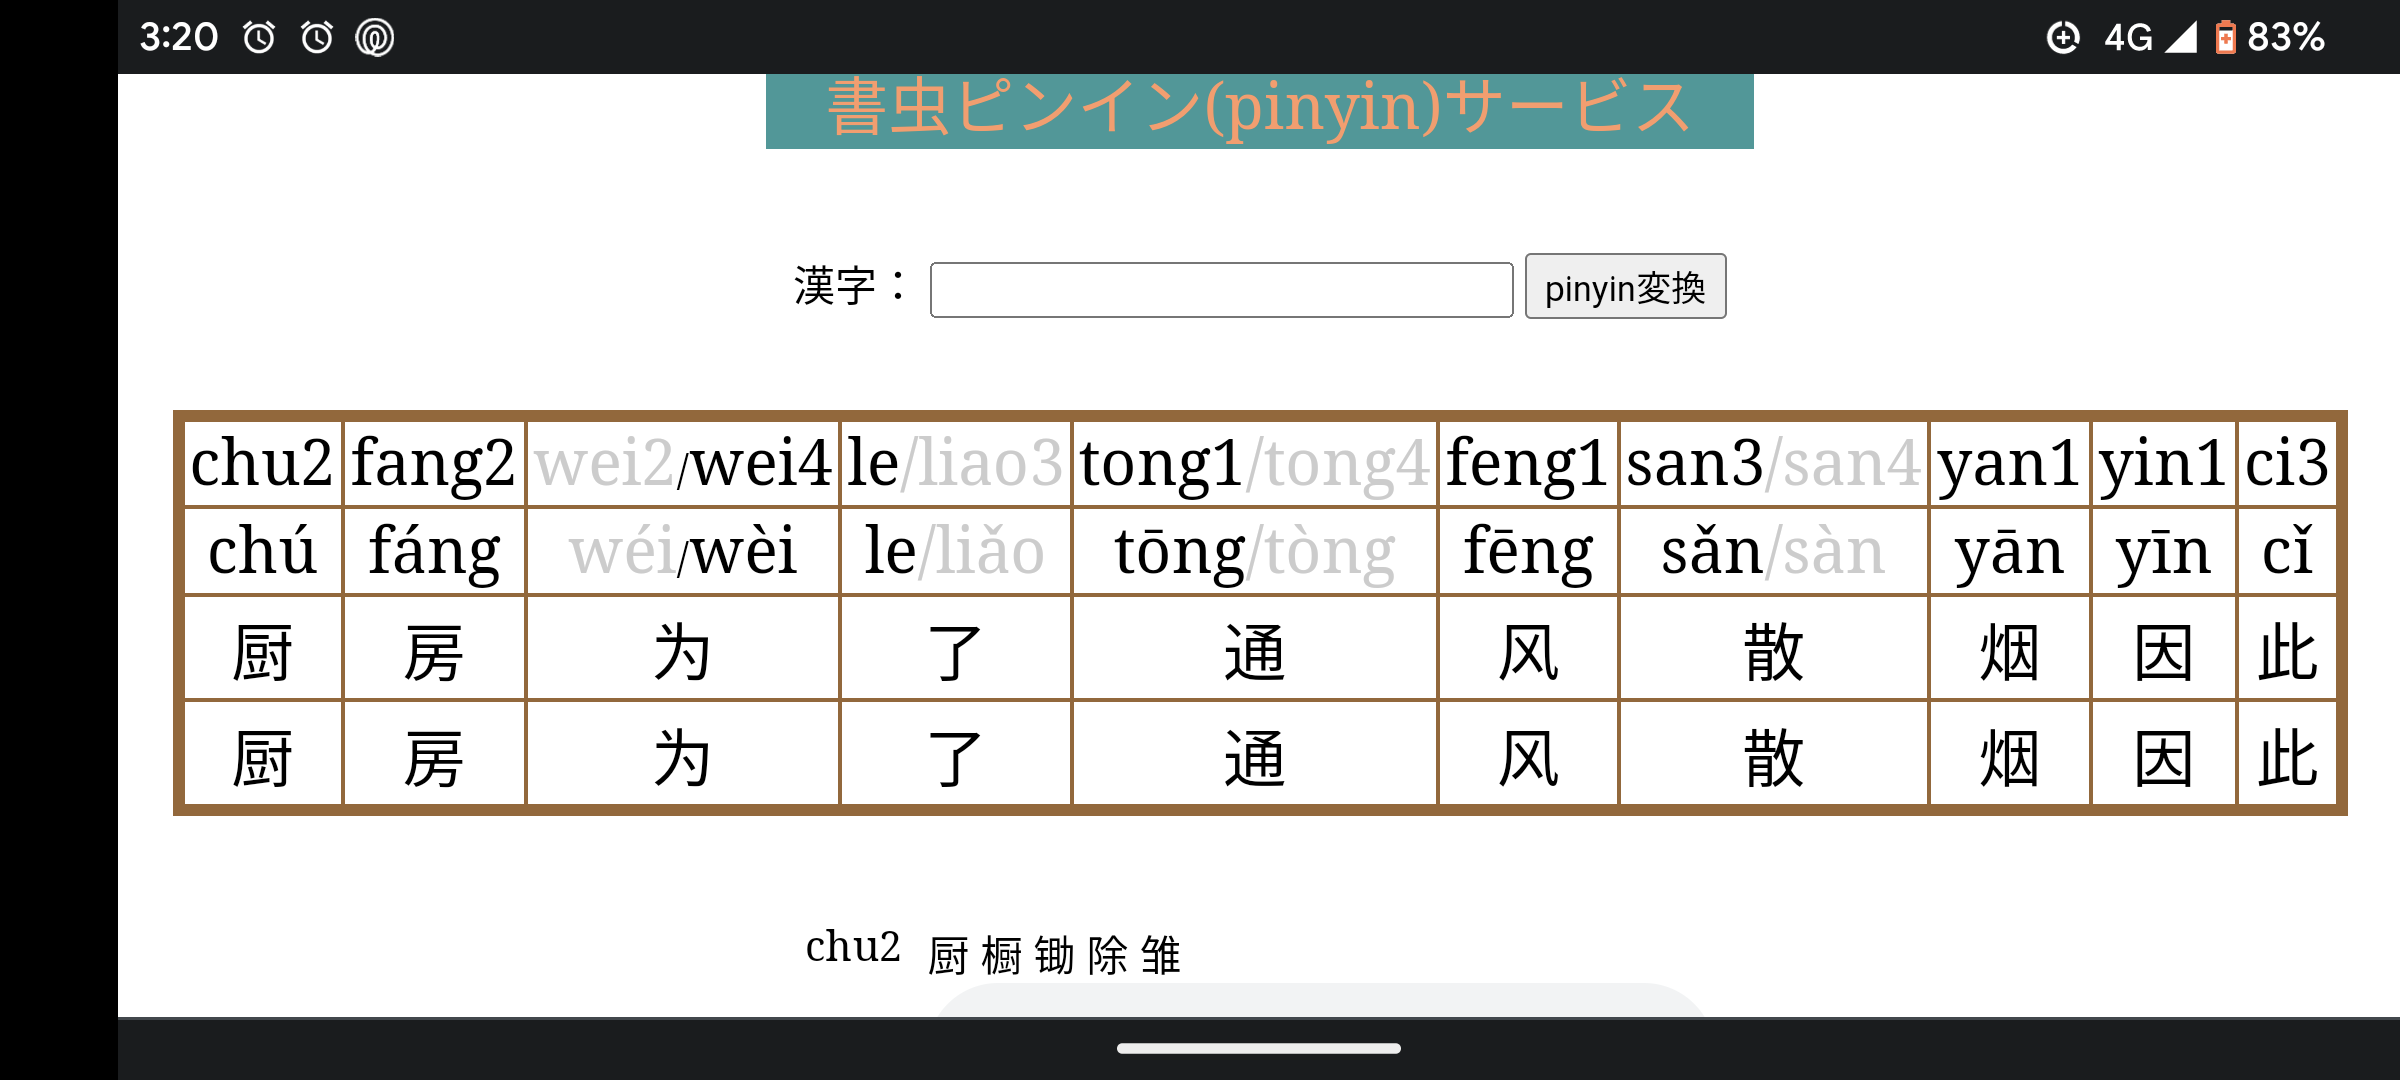 3:20 4G 83%
書虫ピンイン(pinyin)サービス
漢字： pinyin変換
chu2 fang2 wei2/wei4 le/liao3 tong1/tong4 feng1 san3/san4 yan1 yin1 ci3
chú fáng wéi/wèi le/liǎo tōng/tòng fēng sǎn/sàn yān yīn cǐ
厨 房 为 了 通 风 散 烟 因 此
厨 房 为 了 通 风 散 烟 因 此
chu2 厨 橱 锄 除 雏